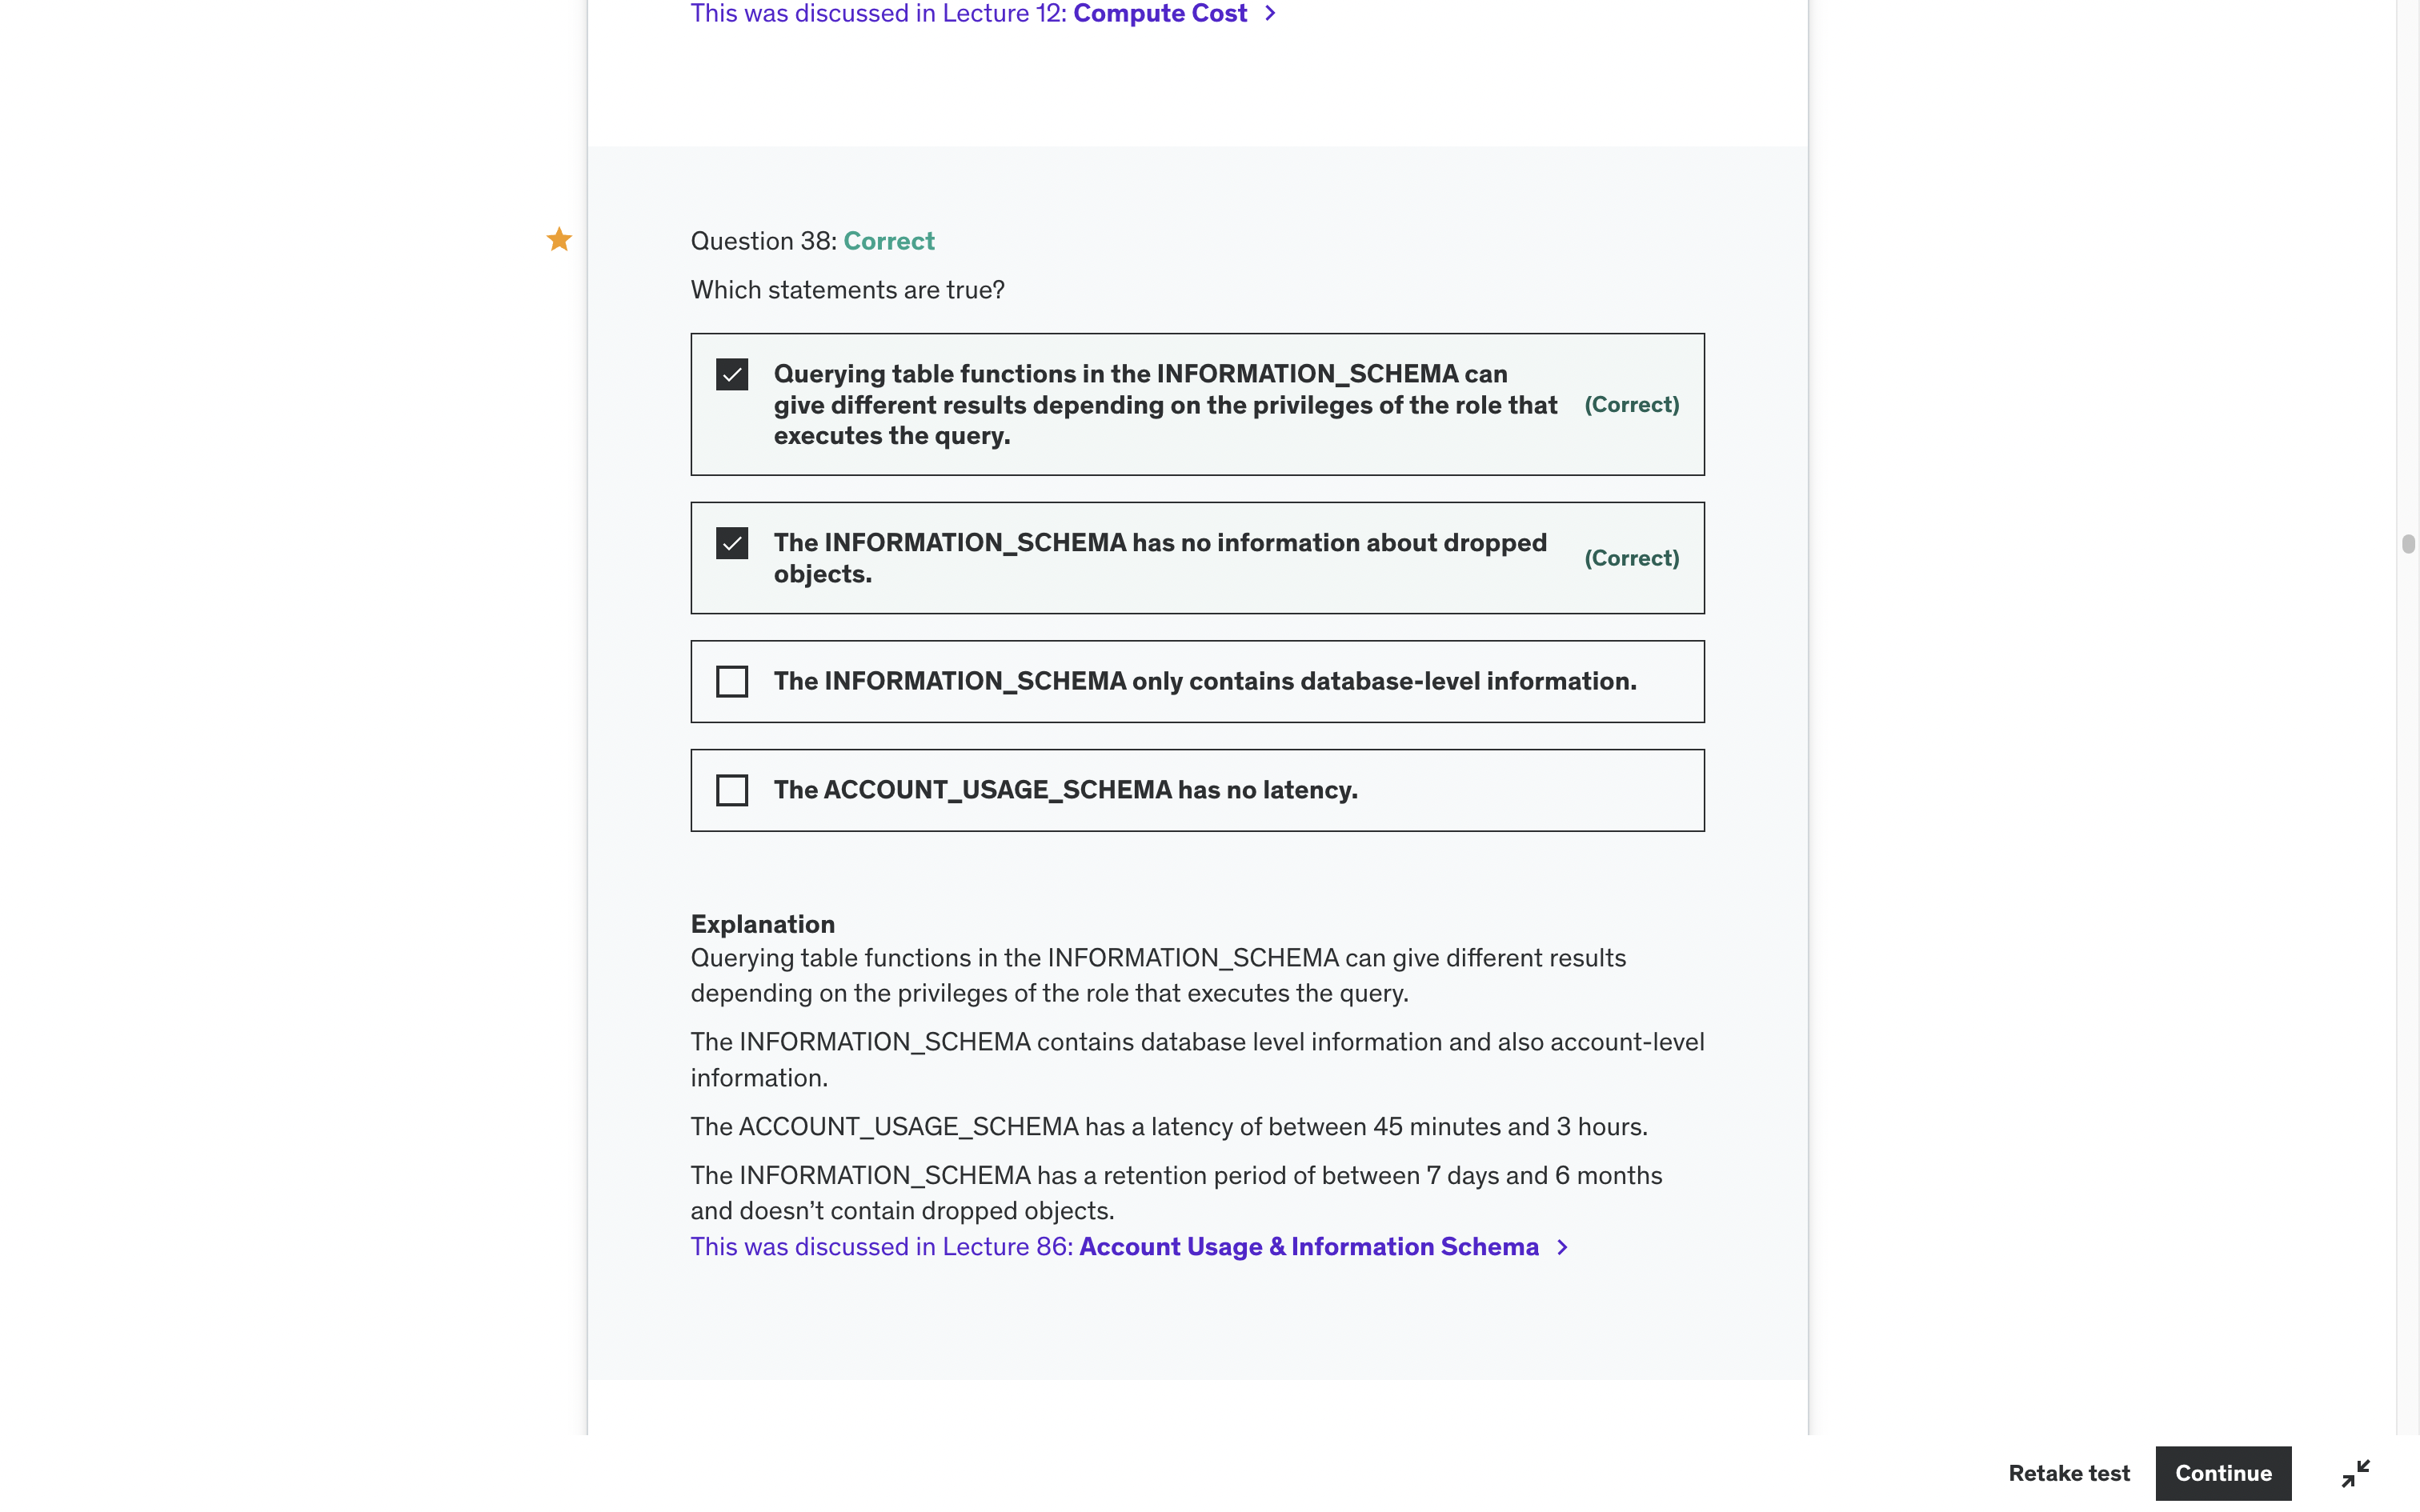 This was discussed in Lecture 12: Compute Cost >
Question 38: Correct
Which statements are true?
Querying table functions in the INFORMATION_SCHEMA can
give different results depending on the privileges of the role that
executes the query.
(Correct)
The INFORMATION_SCHEMA has no information about dropped
objects.
(Correct)
The INFORMATION_SCHEMA only contains database-level information.
The ACCOUNT_USAGE_SCHEMA has no latency.
Explanation
Querying table functions in the INFORMATION_SCHEMA can give different results
depending on the privileges of the role that executes the query.
The INFORMATION_SCHEMA contains database level information and also account-level
information.
The ACCOUNT_USAGE_SCHEMA has a latency of between 45 minutes and 3 hours.
The INFORMATION_SCHEMA has a retention period of between 7 days and 6 months
and doesn’t contain dropped objects.
This was discussed in Lecture 86: Account Usage & Information Schema >
Retake test
Continue